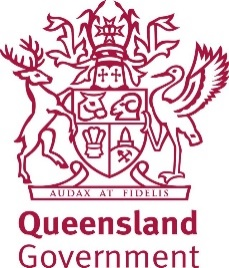 AUDAX AT FIDELIS
Queensland
Government